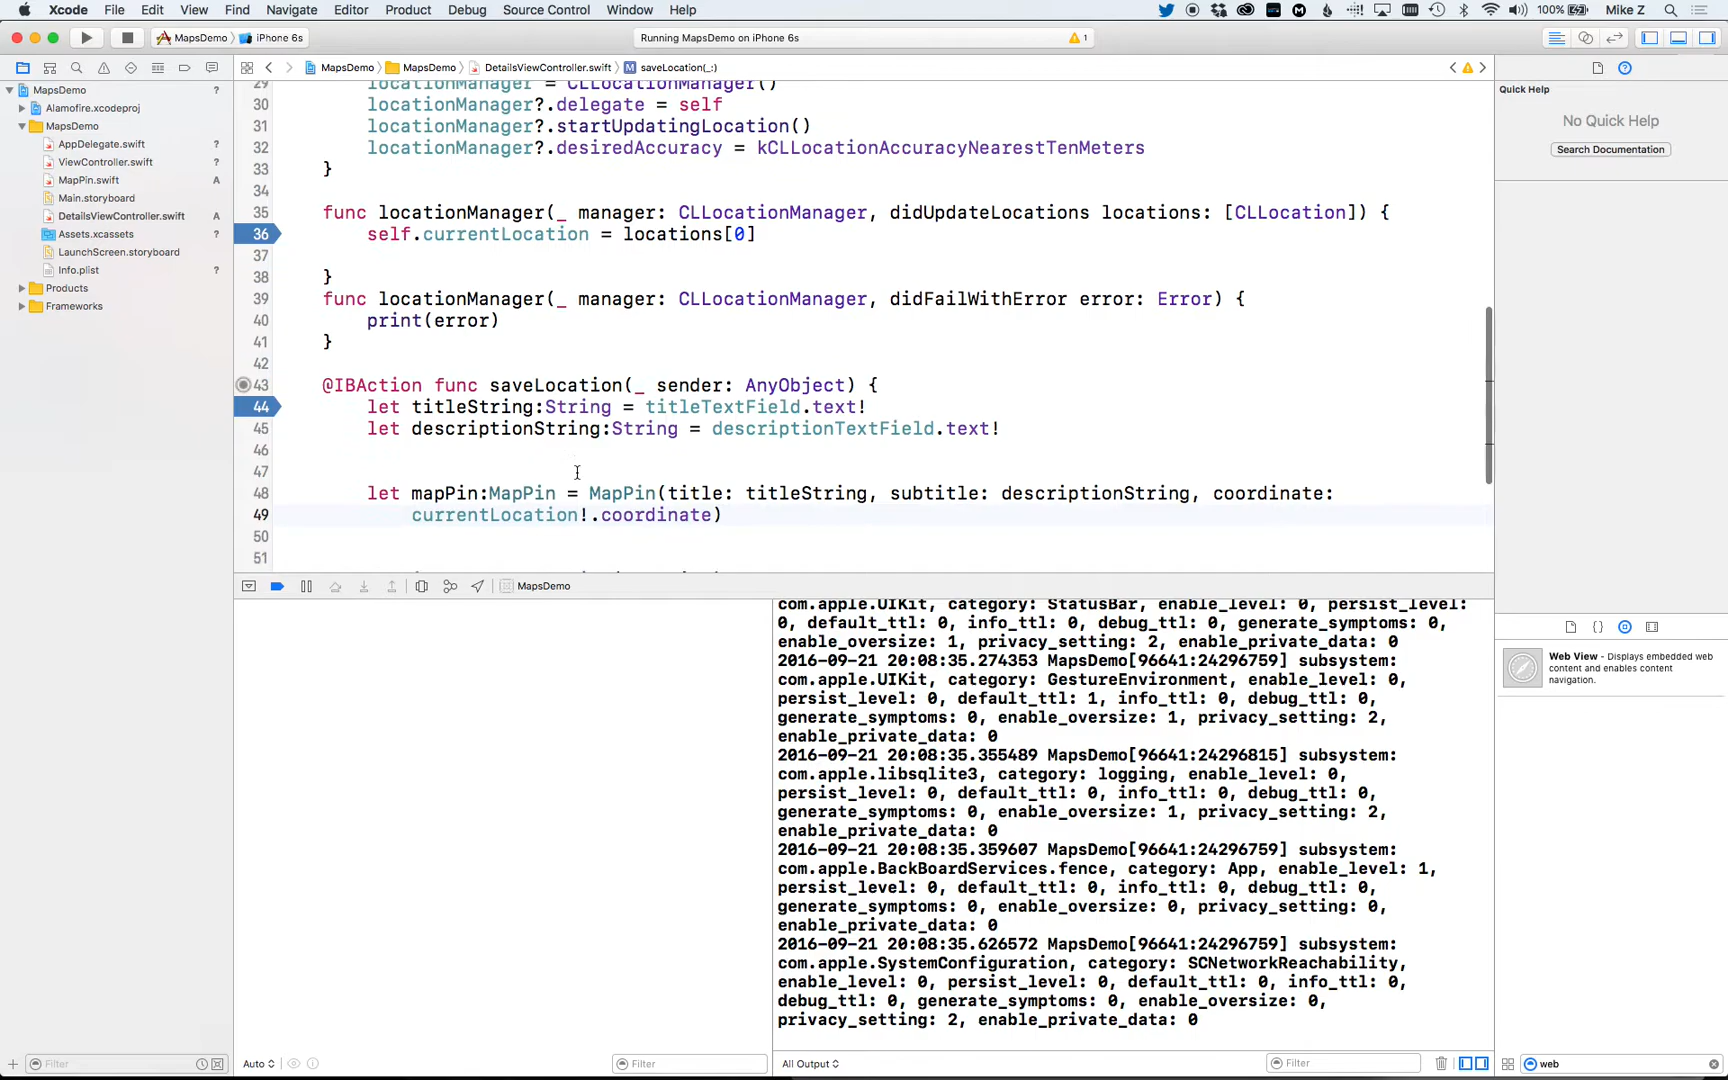 Xcode File Edit View Find Navigate Editor Product Debug Source Control Window Help 100% Mike Z
MapsDemo iPhone 6s Running MapsDemo on iPhone 6s 1
MapsDemo MapsDemo DetailsViewController.swift M saveLocation(_:)
MapsDemo ?
Alamofire.xcodeproj
MapsDemo
AppDelegate.swift ?
ViewController.swift ?
MapPin.swift A
Main.storyboard
DetailsViewController.swift A
Assets.xcassets ?
LaunchScreen.storyboard
Info.plist ?
Products
Frameworks
29 locationManager = CLLocationManager()
30 locationManager?.delegate = self
31 locationManager?.startUpdatingLocation()
32 locationManager?.desiredAccuracy = kCLLocationAccuracyNearestTenMeters
33 }
34
35 func locationManager(_ manager: CLLocationManager, didUpdateLocations locations: [CLLocation]) {
36 self.currentLocation = locations[0]
37
38 }
39 func locationManager(_ manager: CLLocationManager, didFailWithError error: Error) {
40 print(error)
41 }
42
43 @IBAction func saveLocation(_ sender: AnyObject) {
44 let titleString:String = titleTextField.text!
45 let descriptionString:String = descriptionTextField.text!
46
47
48 let mapPin:MapPin = MapPin(title: titleString, subtitle: descriptionString, coordinate:
49 currentLocation!.coordinate)
50
51
Quick Help
No Quick Help
Search Documentation
MapsDemo
com.apple.UIKit, category: StatusBar, enable_level: 0, persist_level:
0, default_ttl: 0, info_ttl: 0, debug_ttl: 0, generate_symptoms: 0,
enable_oversize: 1, privacy_setting: 2, enable_private_data: 0
2016-09-21 20:08:35.274353 MapsDemo[96641:24296759] subsystem:
com.apple.UIKit, category: GestureEnvironment, enable_level: 0,
persist_level: 0, default_ttl: 1, info_ttl: 0, debug_ttl: 0,
generate_symptoms: 0, enable_oversize: 1, privacy_setting: 2,
enable_private_data: 0
2016-09-21 20:08:35.355489 MapsDemo[96641:24296815] subsystem:
com.apple.libsqlite3, category: logging, enable_level: 0,
persist_level: 0, default_ttl: 0, info_ttl: 0, debug_ttl: 0,
generate_symptoms: 0, enable_oversize: 1, privacy_setting: 2,
enable_private_data: 0
2016-09-21 20:08:35.359607 MapsDemo[96641:24296759] subsystem:
com.apple.BackBoardServices.fence, category: App, enable_level: 1,
persist_level: 0, default_ttl: 0, info_ttl: 0, debug_ttl: 0,
generate_symptoms: 0, enable_oversize: 0, privacy_setting: 0,
enable_private_data: 0
2016-09-21 20:08:35.626572 MapsDemo[96641:24296759] subsystem:
com.apple.SystemConfiguration, category: SCNetworkReachability,
enable_level: 0, persist_level: 0, default_ttl: 0, info_ttl: 0,
debug_ttl: 0, generate_symptoms: 0, enable_oversize: 0,
privacy_setting: 2, enable_private_data: 0
Web View - Displays embedded web
content and enables content
navigation.
Filter Auto Filter All Output Filter web